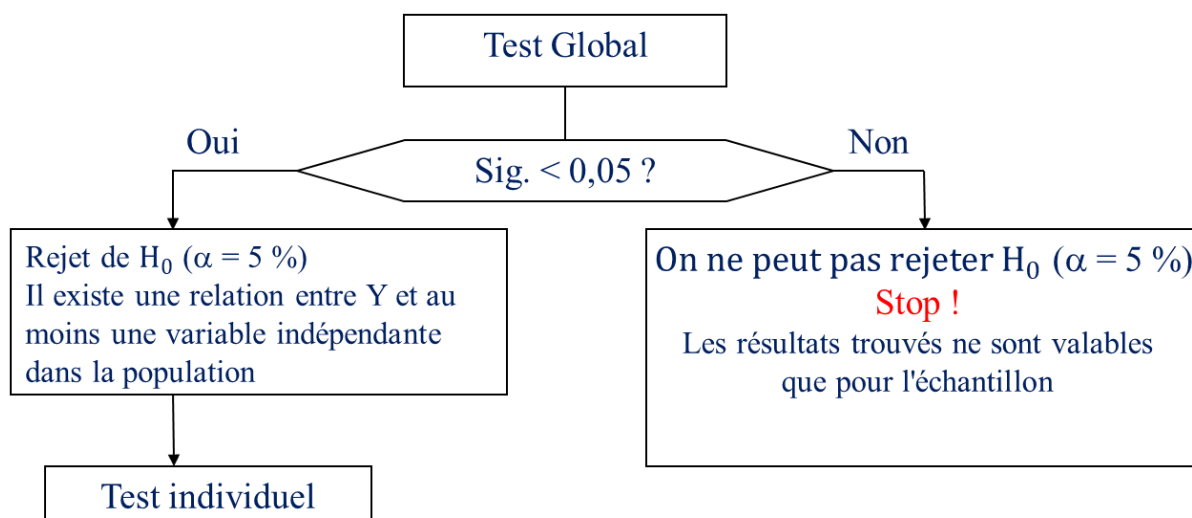 Test Global
Oui
Non
Sig. < 0,05 ?
Rejet de H₀ (α = 5 %)
Il existe une relation entre Y et au
moins une variable indépendante
dans la population
On ne peut pas rejeter H₀ (α = 5 %)
Stop !
Les résultats trouvés ne sont valables
que pour l'échantillon
Test individuel